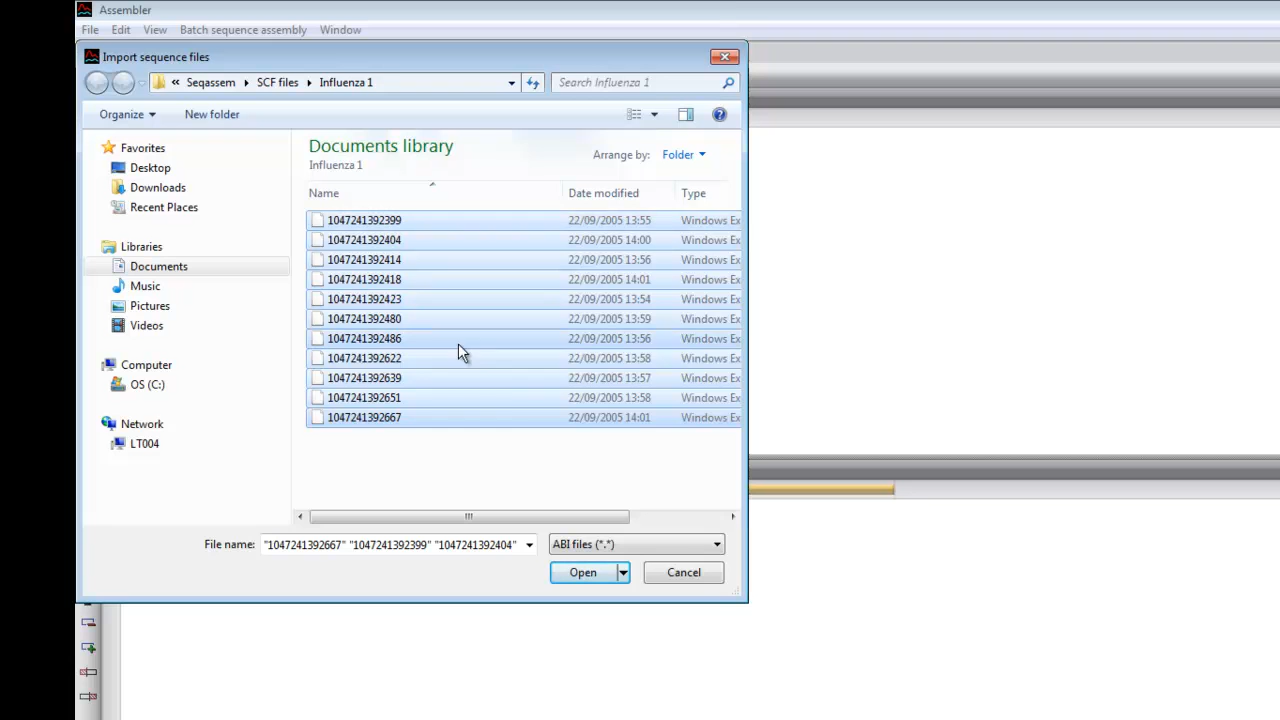 Assembler
File Edit View Batch sequence assembly Window
Import sequence files
« Seqassem SCF files Influenza 1 Search Influenza 1
Organize New folder
Documents library
Influenza 1
Arrange by: Folder
Name Date modified Type
1047241392399 22/09/2005 13:55 Windows Ex
1047241392404 22/09/2005 14:00 Windows Ex
1047241392414 22/09/2005 13:56 Windows Ex
1047241392418 22/09/2005 14:01 Windows Ex
1047241392423 22/09/2005 13:54 Windows Ex
1047241392480 22/09/2005 13:59 Windows Ex
1047241392486 22/09/2005 13:56 Windows Ex
1047241392622 22/09/2005 13:58 Windows Ex
1047241392639 22/09/2005 13:57 Windows Ex
1047241392651 22/09/2005 13:58 Windows Ex
1047241392667 22/09/2005 14:01 Windows Ex
Favorites
Desktop
Downloads
Recent Places
Libraries
Documents
Music
Pictures
Videos
Computer
OS (C:)
Network
LT004
File name: "1047241392667" "1047241392399" "1047241392404" ABI files (*.*)
Open Cancel